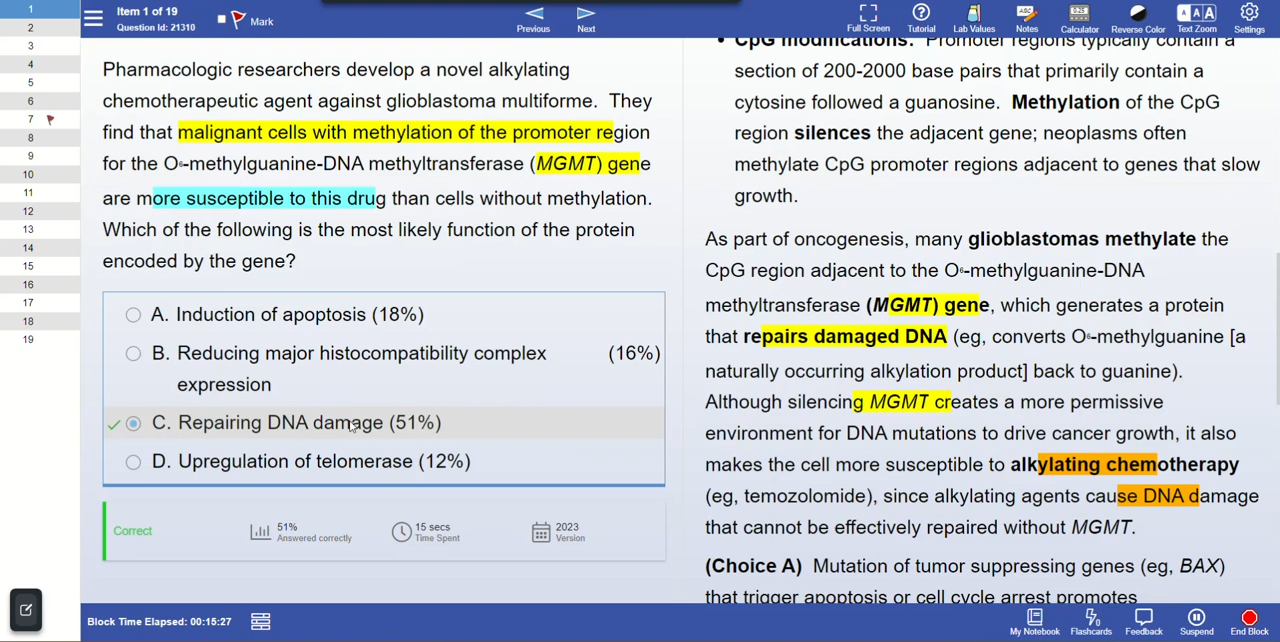 Item 1 of 19
Question Id: 21310
Mark
Previous
Next
Full Screen
Tutorial
Lab Values
Notes
Calculator
Reverse Color
Text Zoom
Settings
1
2
3
4
5
6
7
8
9
10
11
12
13
14
15
16
17
18
19
Pharmacologic researchers develop a novel alkylating
chemotherapeutic agent against glioblastoma multiforme. They
find that malignant cells with methylation of the promoter region
for the O6-methylguanine-DNA methyltransferase (MGMT) gene
are more susceptible to this drug than cells without methylation.
Which of the following is the most likely function of the protein
encoded by the gene?
A. Induction of apoptosis (18%)
B. Reducing major histocompatibility complex (16%)
expression
C. Repairing DNA damage (51%)
D. Upregulation of telomerase (12%)
Correct
51%
Answered correctly
15 secs
Time Spent
2023
Version
• CpG modifications: Promoter regions typically contain a
section of 200-2000 base pairs that primarily contain a
cytosine followed a guanosine. Methylation of the CpG
region silences the adjacent gene; neoplasms often
methylate CpG promoter regions adjacent to genes that slow
growth.
As part of oncogenesis, many glioblastomas methylate the
CpG region adjacent to the O6-methylguanine-DNA
methyltransferase (MGMT) gene, which generates a protein
that repairs damaged DNA (eg, converts O6-methylguanine [a
naturally occurring alkylation product] back to guanine).
Although silencing MGMT creates a more permissive
environment for DNA mutations to drive cancer growth, it also
makes the cell more susceptible to alkylating chemotherapy
(eg, temozolomide), since alkylating agents cause DNA damage
that cannot be effectively repaired without MGMT.
(Choice A) Mutation of tumor suppressing genes (eg, BAX)
that trigger apoptosis or cell cycle arrest promotes
Block Time Elapsed: 00:15:27
My Notebook
Flashcards
Feedback
Suspend
End Block